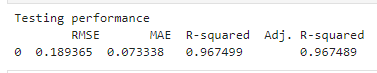 Testing performance
RMSE MAE R-squared Adj. R-squared
0 0.189365 0.073338 0.967499 0.967489